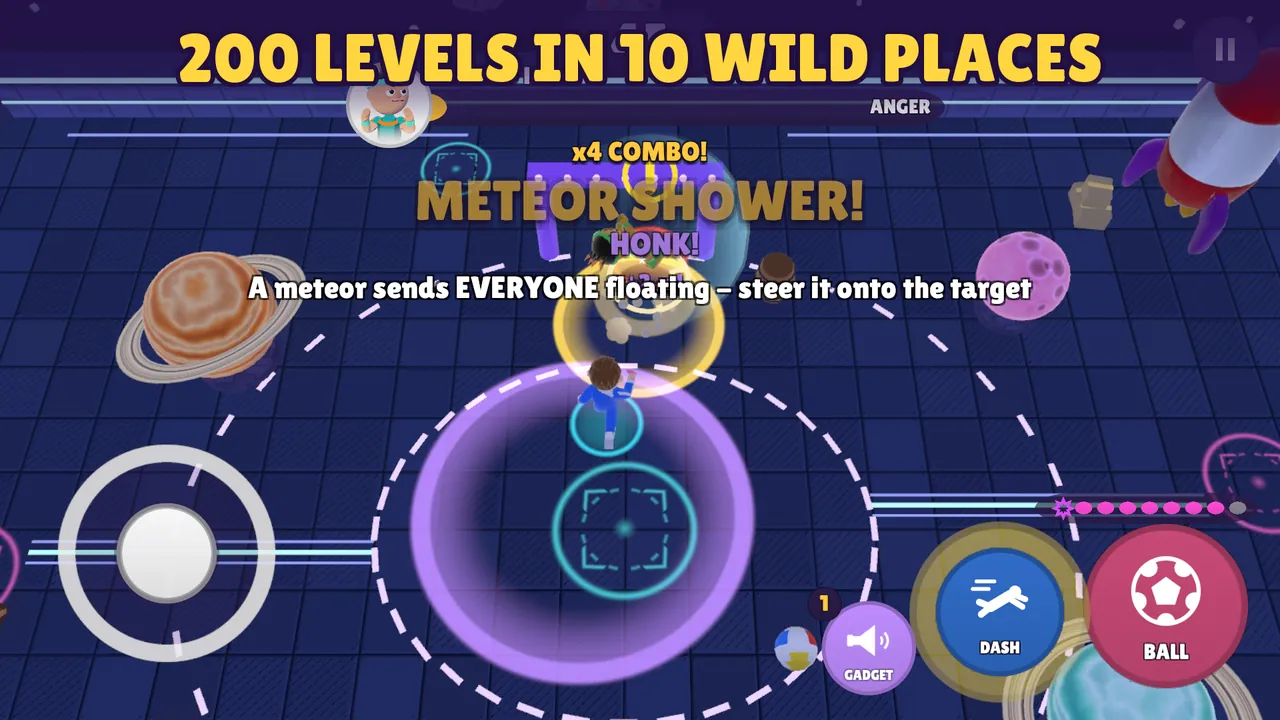 200 LEVELS IN 10 WILD PLACES
ANGER
x4 COMBO!
METEOR SHOWER!
HONK!
A meteor sends EVERYONE floating – steer it onto the target
1
GADGET
DASH
BALL